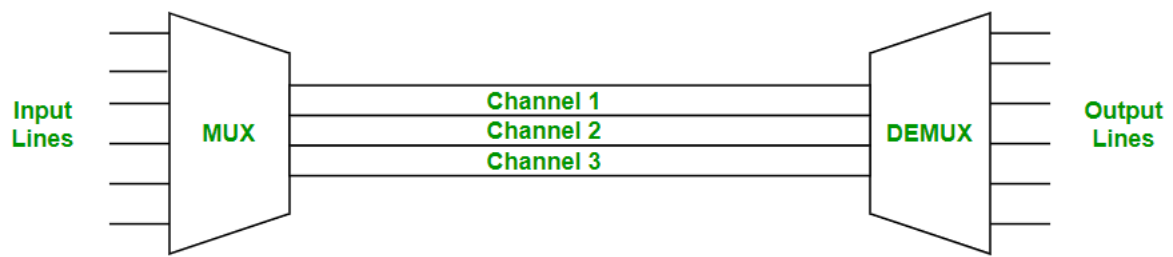 Input
Lines
MUX
Channel 1
Channel 2
Channel 3
DEMUX
Output
Lines